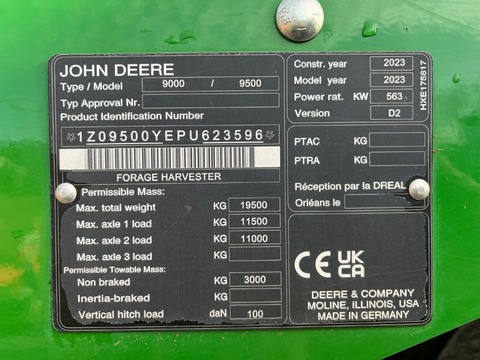 JOHN DEERE
Type / Model 9000 / 9500
Typ Approval Nr.
Product Identification Number
*1Z09500YEPU623596*
FORAGE HARVESTER
Permissible Mass:
Max. total weight KG 19500
Max. axle 1 load KG 11500
Max. axle 2 load KG 11000
Max. axle 3 load KG
Permissible Towable Mass:
Non braked KG 3000
Inertia-braked KG
Vertical hitch load daN 100
Constr. year 2023
Model year 2023
Power rat. KW 563
Version D2
HXE175817
PTAC KG
PTRA KG
Réception par la DREAL
Orléans le
CE UK
CA
DEERE & COMPANY
MOLINE, ILLINOIS, USA
MADE IN GERMANY